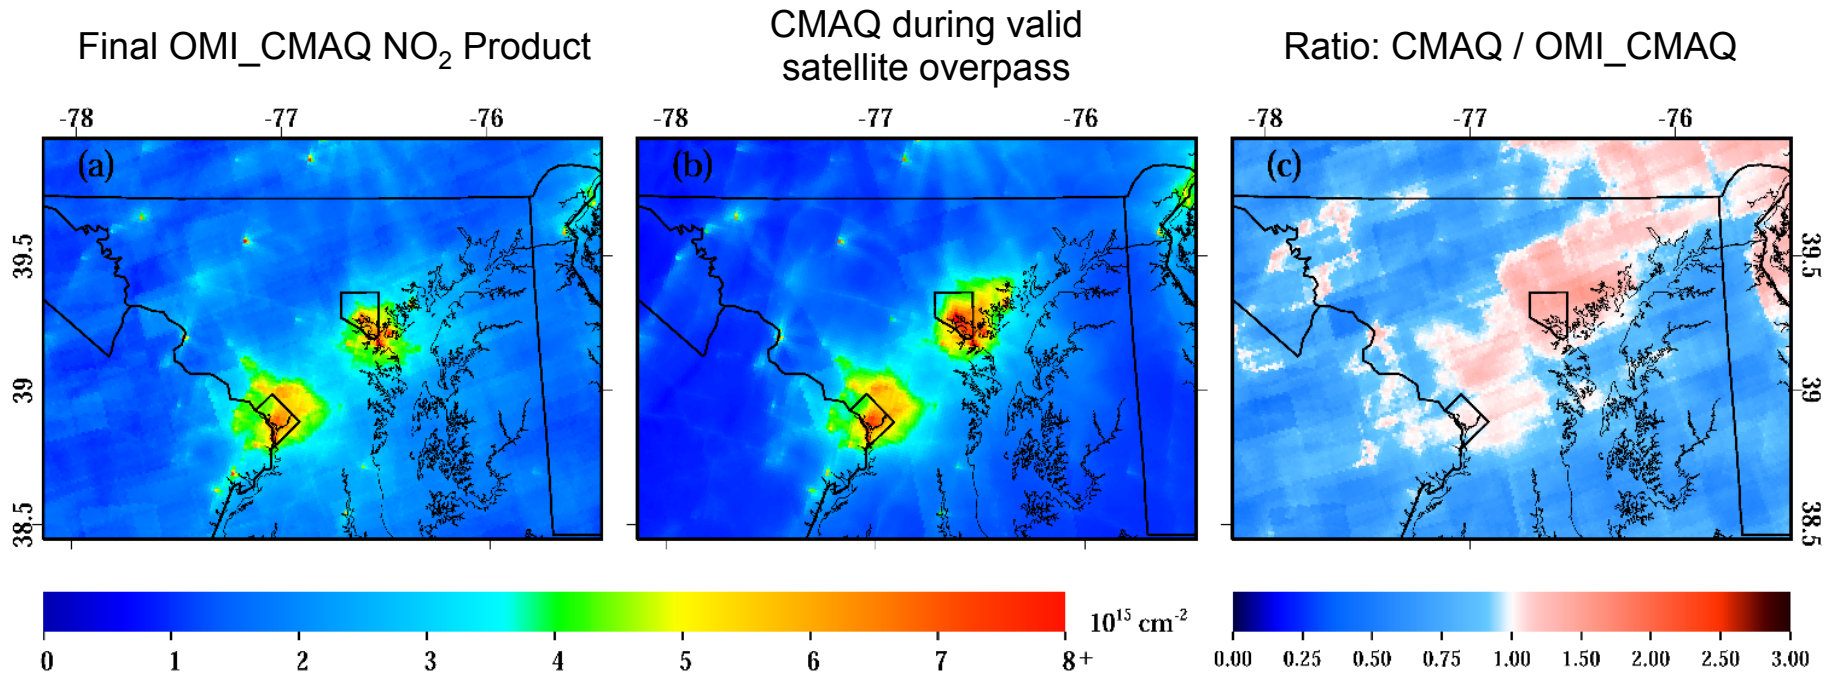 Final OMI_CMAQ NO₂ Product
CMAQ during valid
satellite overpass
Ratio: CMAQ / OMI_CMAQ
-78 -77 -76
-78 -77 -76
-78 -77 -76
(a)
(b)
(c)
39.5
39
38.5
39.5
39
38.5
0 1 2 3 4 5 6 7 8+
10¹⁵ cm⁻²
0.00 0.25 0.50 0.75 1.00 1.50 2.00 2.50 3.00